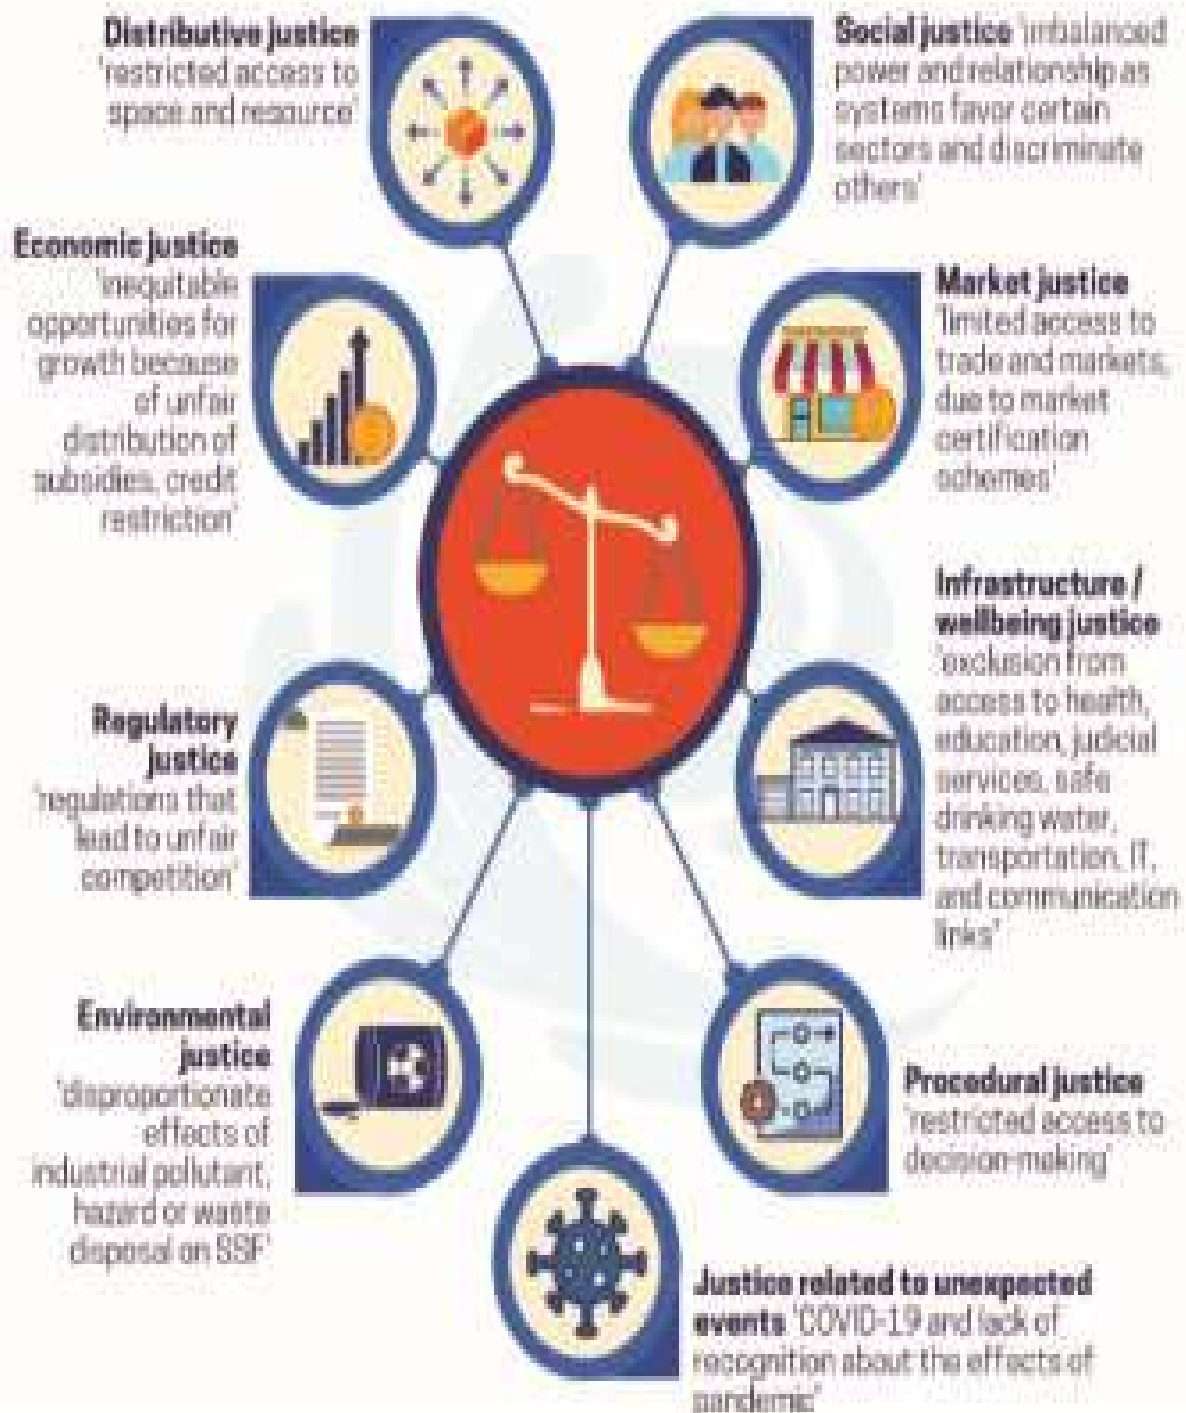 Distributive justice
'restricted access to
space and resource'
Social justice 'imbalanced
power and relationship as
systems favor certain
sectors and discriminate
others'
Economic justice
'inequitable
opportunities for
growth because
of unfair
distribution of
subsidies, credit
restriction'
Market justice
'limited access to
trade and markets,
due to market
certification
schemes'
Regulatory
justice
'regulations that
lead to unfair
competition'
Infrastructure /
wellbeing justice
'exclusion from
access to health,
education, judicial
services, safe
drinking water,
transportation, IT,
and communication
links'
Environmental
justice
'disproportionate
effects of
industrial pollutant,
hazard or waste
disposal on SSF'
Procedural justice
'restricted access to
decision-making'
Justice related to unexpected
events 'COVID-19 and lack of
recognition about the effects of
pandemic'